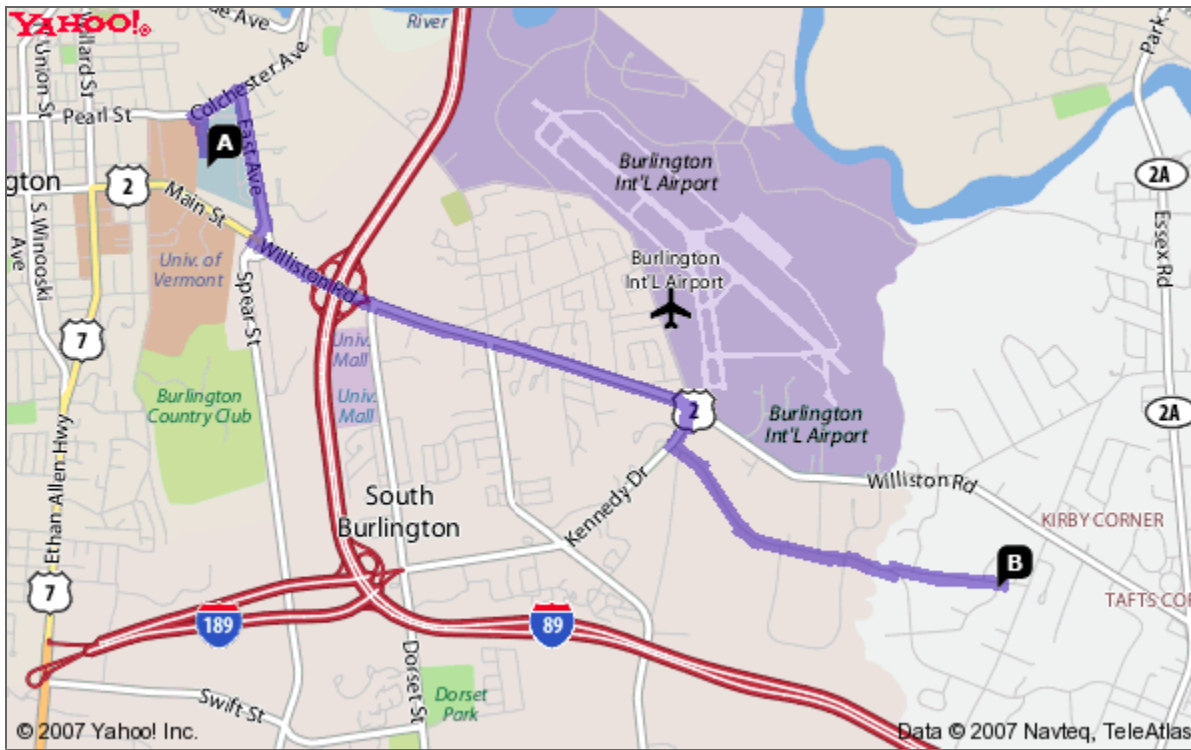 YAHOO!®
River
Colchester Ave
Pearl St
Union St
Willard St
East Ave
A
Park
2
Main St
S Winooski
Ave
Univ. of
Vermont
Spear St
Williston Rd
Burlington
Int'L Airport
Burlington
Int'L Airport
2A
Essex Rd
7
Univ.
Mall
Univ.
Mall
Burlington
Country Club
2
Burlington
Int'L Airport
2A
Ethan Allen Hwy
South
Burlington
Kennedy Dr
Williston Rd
KIRBY CORNER
B
7
189
89
Dorset St
Swift St
Dorset
Park
© 2007 Yahoo! Inc.
Data © 2007 Navteq, TeleAtlas